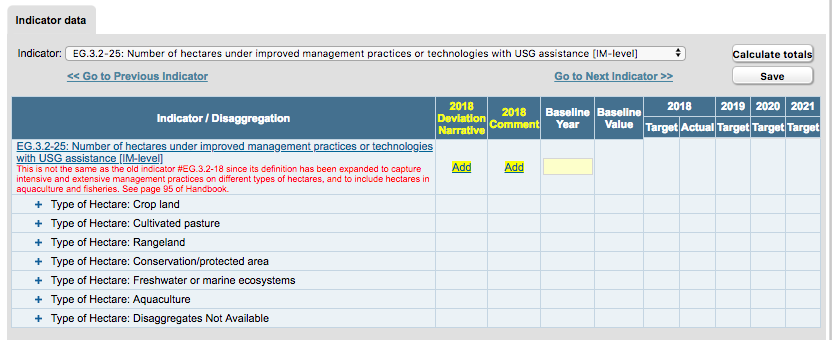 Indicator data
Indicator: EG.3.2-25: Number of hectares under improved management practices or technologies with USG assistance [IM-level]
Calculate totals
<< Go to Previous Indicator
Go to Next Indicator >>
Save
Indicator / Disaggregation
2018
Deviation
Narrative
2018
Comment
Baseline
Year
Baseline
Value
2018
2019
2020
2021
Target
Actual
Target
Target
Target
EG.3.2-25: Number of hectares under improved management practices or technologies
with USG assistance [IM-level]
This is not the same as the old indicator #EG.3.2-18 since its definition has been expanded to capture
intensive and extensive management practices on different types of hectares, and to include hectares in
aquaculture and fisheries. See page 95 of Handbook.
Add
Add
+ Type of Hectare: Crop land
+ Type of Hectare: Cultivated pasture
+ Type of Hectare: Rangeland
+ Type of Hectare: Conservation/protected area
+ Type of Hectare: Freshwater or marine ecosystems
+ Type of Hectare: Aquaculture
+ Type of Hectare: Disaggregates Not Available